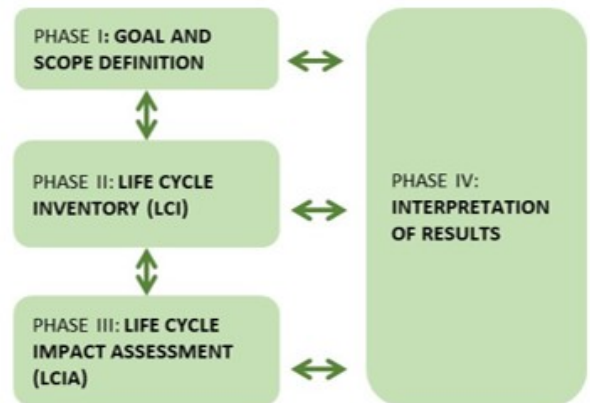 PHASE I: GOAL AND
SCOPE DEFINITION
PHASE II: LIFE CYCLE
INVENTORY (LCI)
PHASE III: LIFE CYCLE
IMPACT ASSESSMENT
(LCIA)
PHASE IV:
INTERPRETATION
OF RESULTS